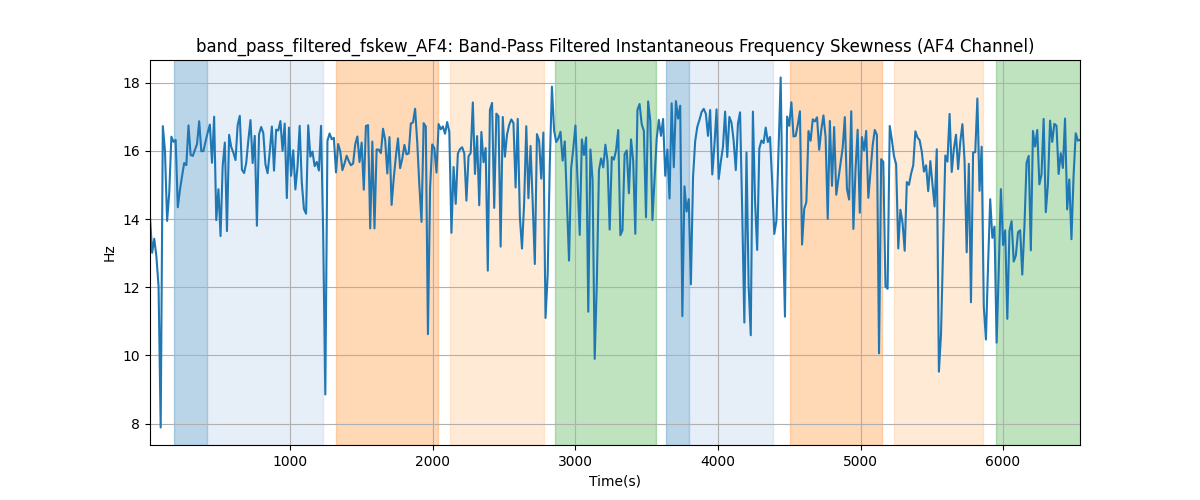 band_pass_filtered_fskew_AF4: Band-Pass Filtered Instantaneous Frequency Skewness (AF4 Channel)
18
16
14
12
10
8
Hz
1000 2000 3000 4000 5000 6000
Time(s)